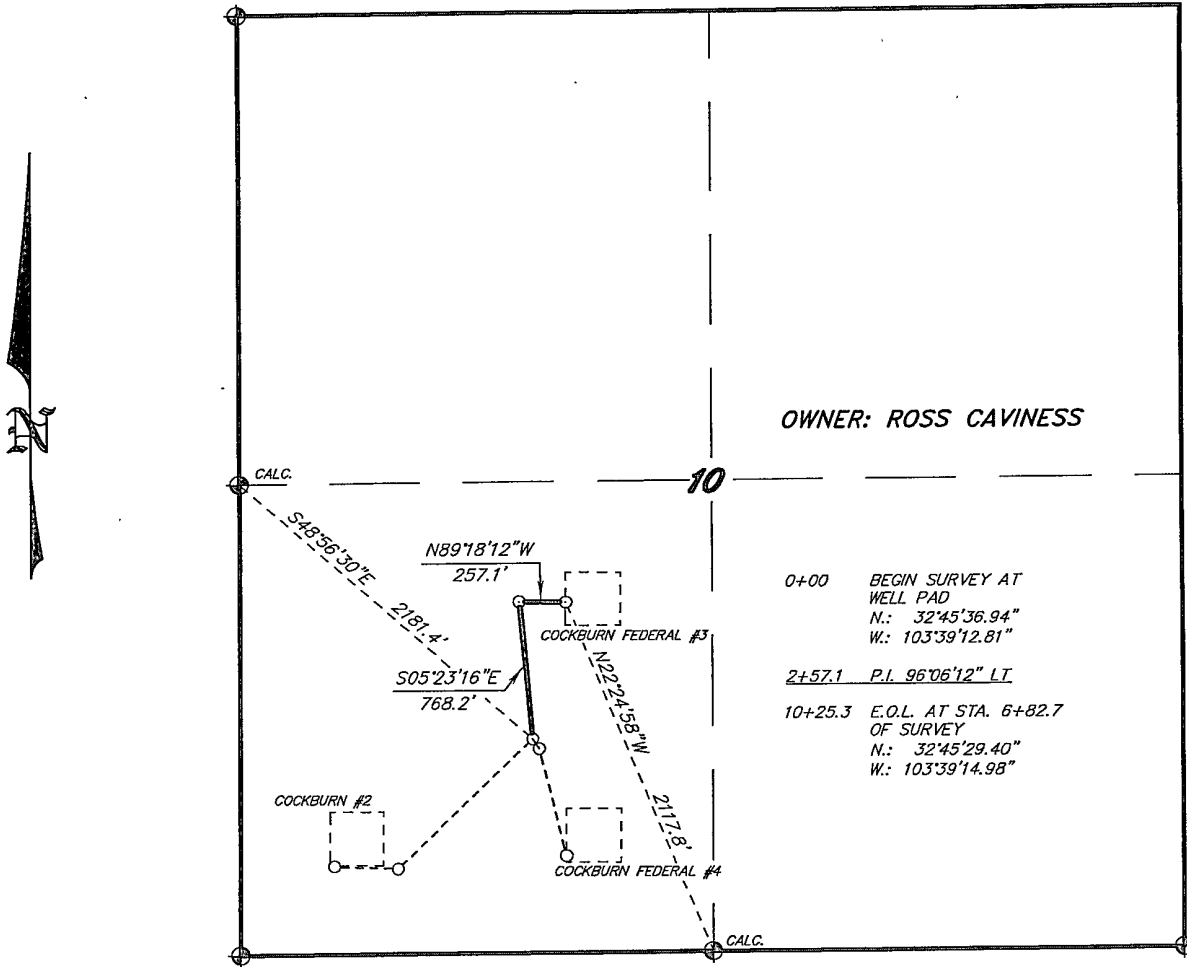 OWNER: ROSS CAVINESS
CALC.
10
S48°56'30"E
2181.4'
N89°18'12"W
257.1'
COCKBURN FEDERAL #3
S05°23'16"E
768.2'
N22°24'58"W
2117.8'
0+00 BEGIN SURVEY AT
WELL PAD
N.: 32°45'36.94"
W.: 103°39'12.81"
2+57.1 P.I. 96°06'12" LT
10+25.3 E.O.L. AT STA. 6+82.7
OF SURVEY
N.: 32°45'29.40"
W.: 103°39'14.98"
COCKBURN #2
COCKBURN FEDERAL #4
CALC.
N